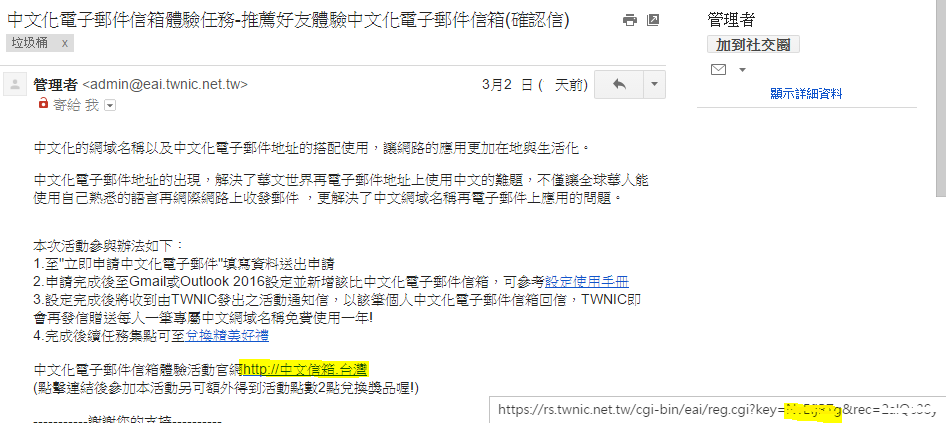 中文化電子郵件信箱體驗任務-推薦好友體驗中文化電子郵件信箱(確認信)
垃圾桶 x
管理者 <admin@eai.twnic.net.tw>
3月2 日 ( 天前)
寄給 我
管理者
加到社交圈
顯示詳細資料
中文化的網域名稱以及中文化電子郵件地址的搭配使用，讓網路的應用更加在地與生活化。
中文化電子郵件地址的出現，解決了華文世界再電子郵件地址上使用中文的難題，不僅讓全球華人能
使用自己熟悉的語言再網際網路上收發郵件 ，更解決了中文網域名稱再電子郵件上應用的問題。
本次活動參與辦法如下：
1.至"立即申請中文化電子郵件"填寫資料送出申請
2.申請完成後至Gmail或Outlook 2016設定並新增該比中文化電子郵件信箱，可參考設定使用手冊
3.設定完成後將收到由TWNIC發出之活動通知信，以該筆個人中文化電子郵件信箱回信，TWNIC即
會再發信贈送每人一筆專屬中文網域名稱免費使用一年!
4.完成後續任務集點可至兌換精美好禮
中文化電子郵件信箱體驗活動官網http://中文信箱.台灣
(點擊連結後參加本活動另可額外得到活動點數2點兌換獎品喔!)
-----------謝謝您的支持----------
https://rs.twnic.net.tw/cgi-bin/eai/reg.cgi?key= &rec=